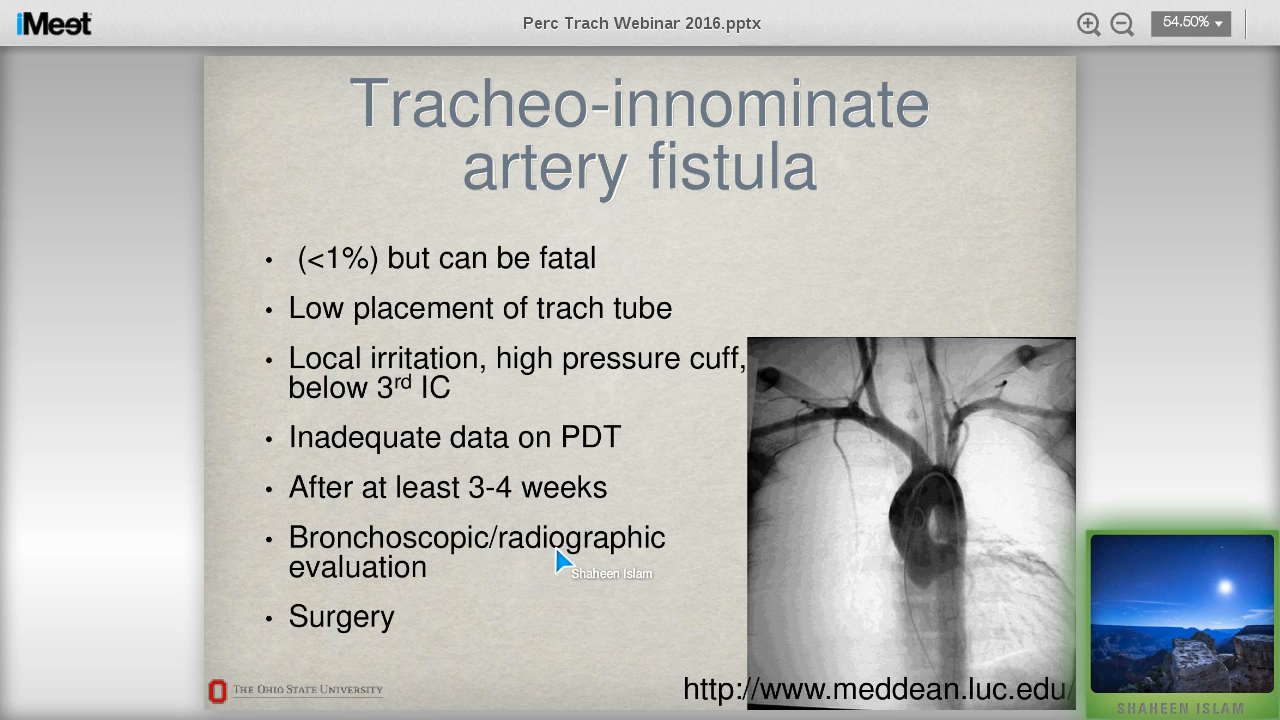 iMeet
Perc Trach Webinar 2016.pptx
54.50%
Tracheo-innominate
artery fistula
• (<1%) but can be fatal
• Low placement of trach tube
• Local irritation, high pressure cuff,
below 3rd IC
• Inadequate data on PDT
• After at least 3-4 weeks
• Bronchoscopic/radiographic
evaluation
Shaheen Islam
• Surgery
THE OHIO STATE UNIVERSITY
http://www.meddean.luc.edu/
SHAHEEN ISLAM